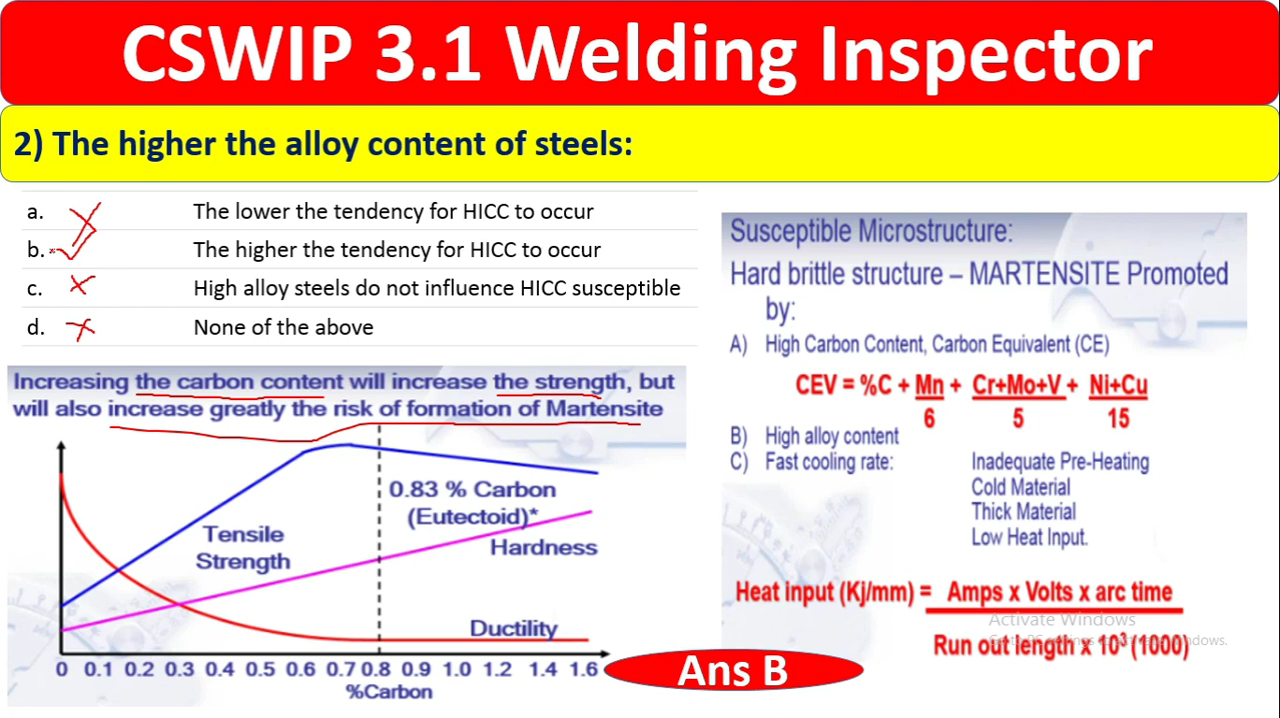 CSWIP 3.1 Welding Inspector
2) The higher the alloy content of steels:
a. The lower the tendency for HICC to occur
b. The higher the tendency for HICC to occur
c. High alloy steels do not influence HICC susceptible
d. None of the above
Increasing the carbon content will increase the strength, but
will also increase greatly the risk of formation of Martensite
0.83 % Carbon
(Eutectoid)*
Tensile
Strength
Hardness
Ductility
0 0.1 0.2 0.3 0.4 0.5 0.6 0.7 0.8 0.9 1.0 1.2 1.4 1.6
%Carbon
Susceptible Microstructure:
Hard brittle structure – MARTENSITE Promoted
by:
A) High Carbon Content, Carbon Equivalent (CE)
CEV = %C + Mn + Cr+Mo+V + Ni+Cu
6 5 15
B) High alloy content
C) Fast cooling rate: Inadequate Pre-Heating
Cold Material
Thick Material
Low Heat Input.
Heat input (Kj/mm) = Amps x Volts x arc time
Activate Windows
Run out length x 10³ (1000)
Ans B